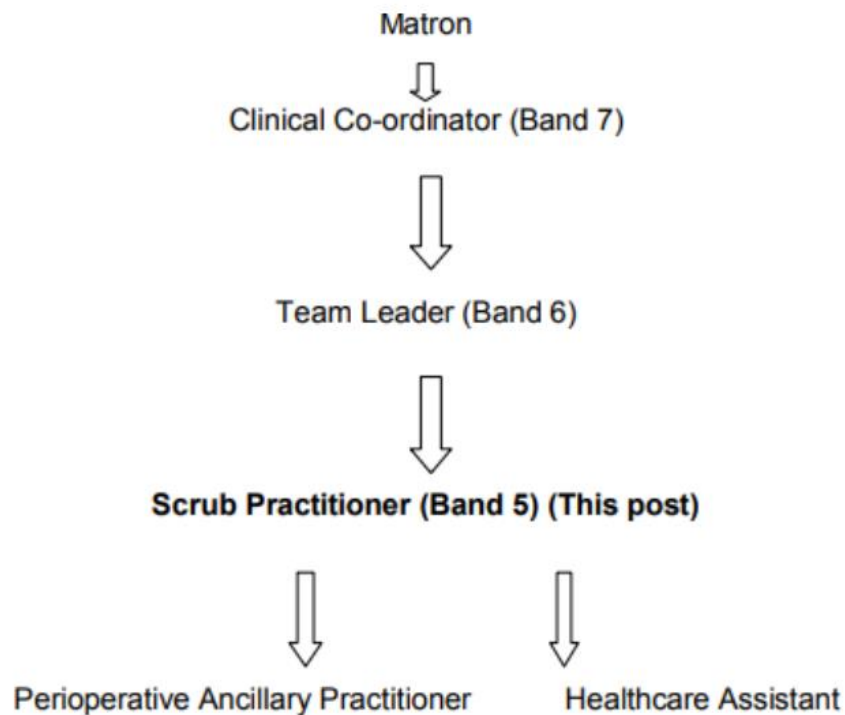 Matron
Clinical Co-ordinator (Band 7)
Team Leader (Band 6)
Scrub Practitioner (Band 5) (This post)
Perioperative Ancillary Practitioner Healthcare Assistant